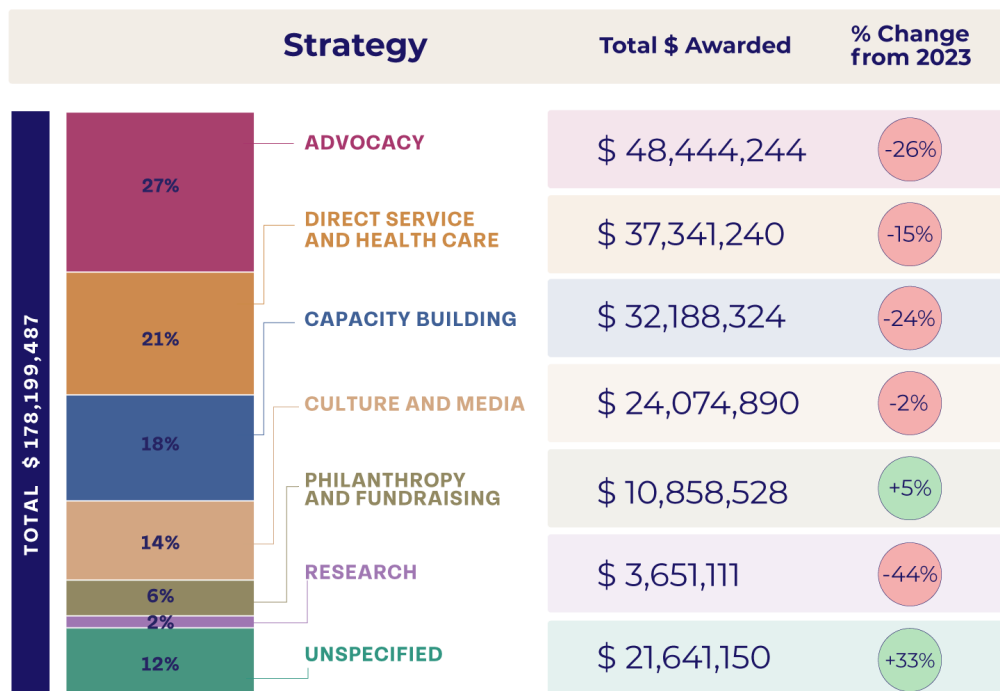 Strategy
Total $ Awarded
% Change
from 2023
TOTAL $ 178,199,487
27%
ADVOCACY
$ 48,444,244
-26%
21%
DIRECT SERVICE
AND HEALTH CARE
$ 37,341,240
-15%
18%
CAPACITY BUILDING
$ 32,188,324
-24%
14%
CULTURE AND MEDIA
$ 24,074,890
-2%
6%
PHILANTHROPY
AND FUNDRAISING
$ 10,858,528
+5%
2%
RESEARCH
$ 3,651,111
-44%
12%
UNSPECIFIED
$ 21,641,150
+33%